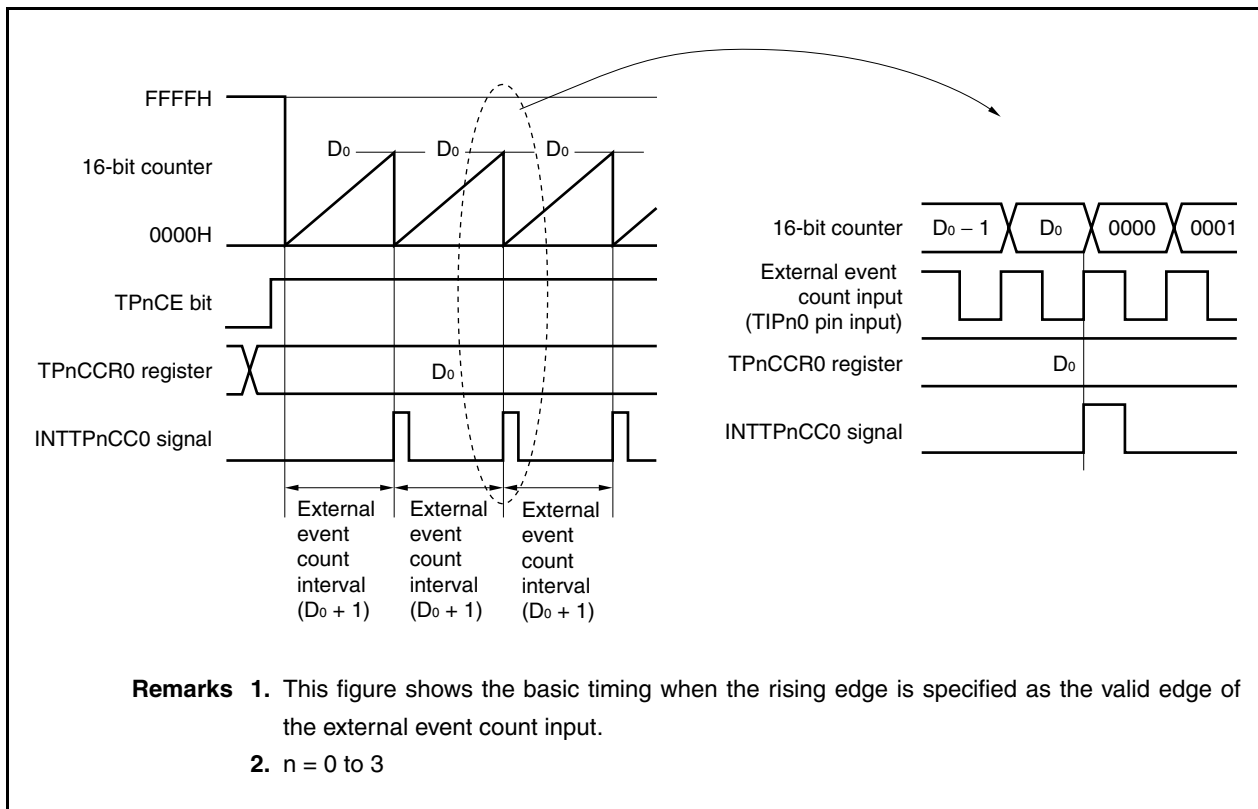 FFFFH
16-bit counter
0000H
D0 D0 D0
TPnCE bit
TPnCCR0 register
D0
INTTPnCC0 signal
External
event
count
interval
(D0 + 1)
External
event
count
interval
(D0 + 1)
External
event
count
interval
(D0 + 1)
16-bit counter
D0 − 1 D0 0000 0001
External event
count input
(TIPn0 pin input)
TPnCCR0 register
D0
INTTPnCC0 signal
Remarks 1. This figure shows the basic timing when the rising edge is specified as the valid edge of
the external event count input.
2. n = 0 to 3